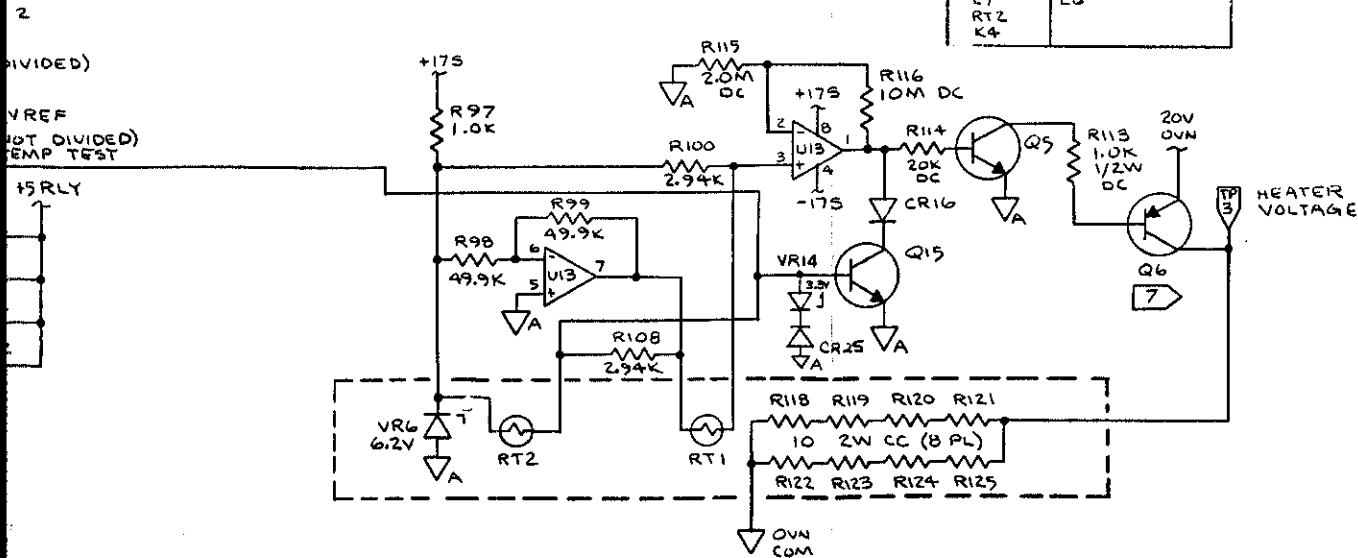 2
RT2
K4
IVIDED)
VREF
NOT DIVIDED)
TEMP TEST
+5 RLY
+17S
R97
1.0K
R115
2.0M
DC
A
R116
10M DC
+17S
8
2
-
U13
1
3
+
4
-17S
R100
2.94K
R114
20K
DC
Q5
A
R113
1.0K
1/2W
DC
20V
OVN
TP
3
HEATER
VOLTAGE
Q6
7
CR16
Q15
A
VR14
3.3V
CR25
A
R99
49.9K
R98
49.9K
6
-
U13
7
5
+
A
R108
2.94K
VR6
6.2V
A
RT2
RT1
R118 R119 R120 R121
10 2W CC (8 PL)
R122 R123 R124 R125
OVN
COM